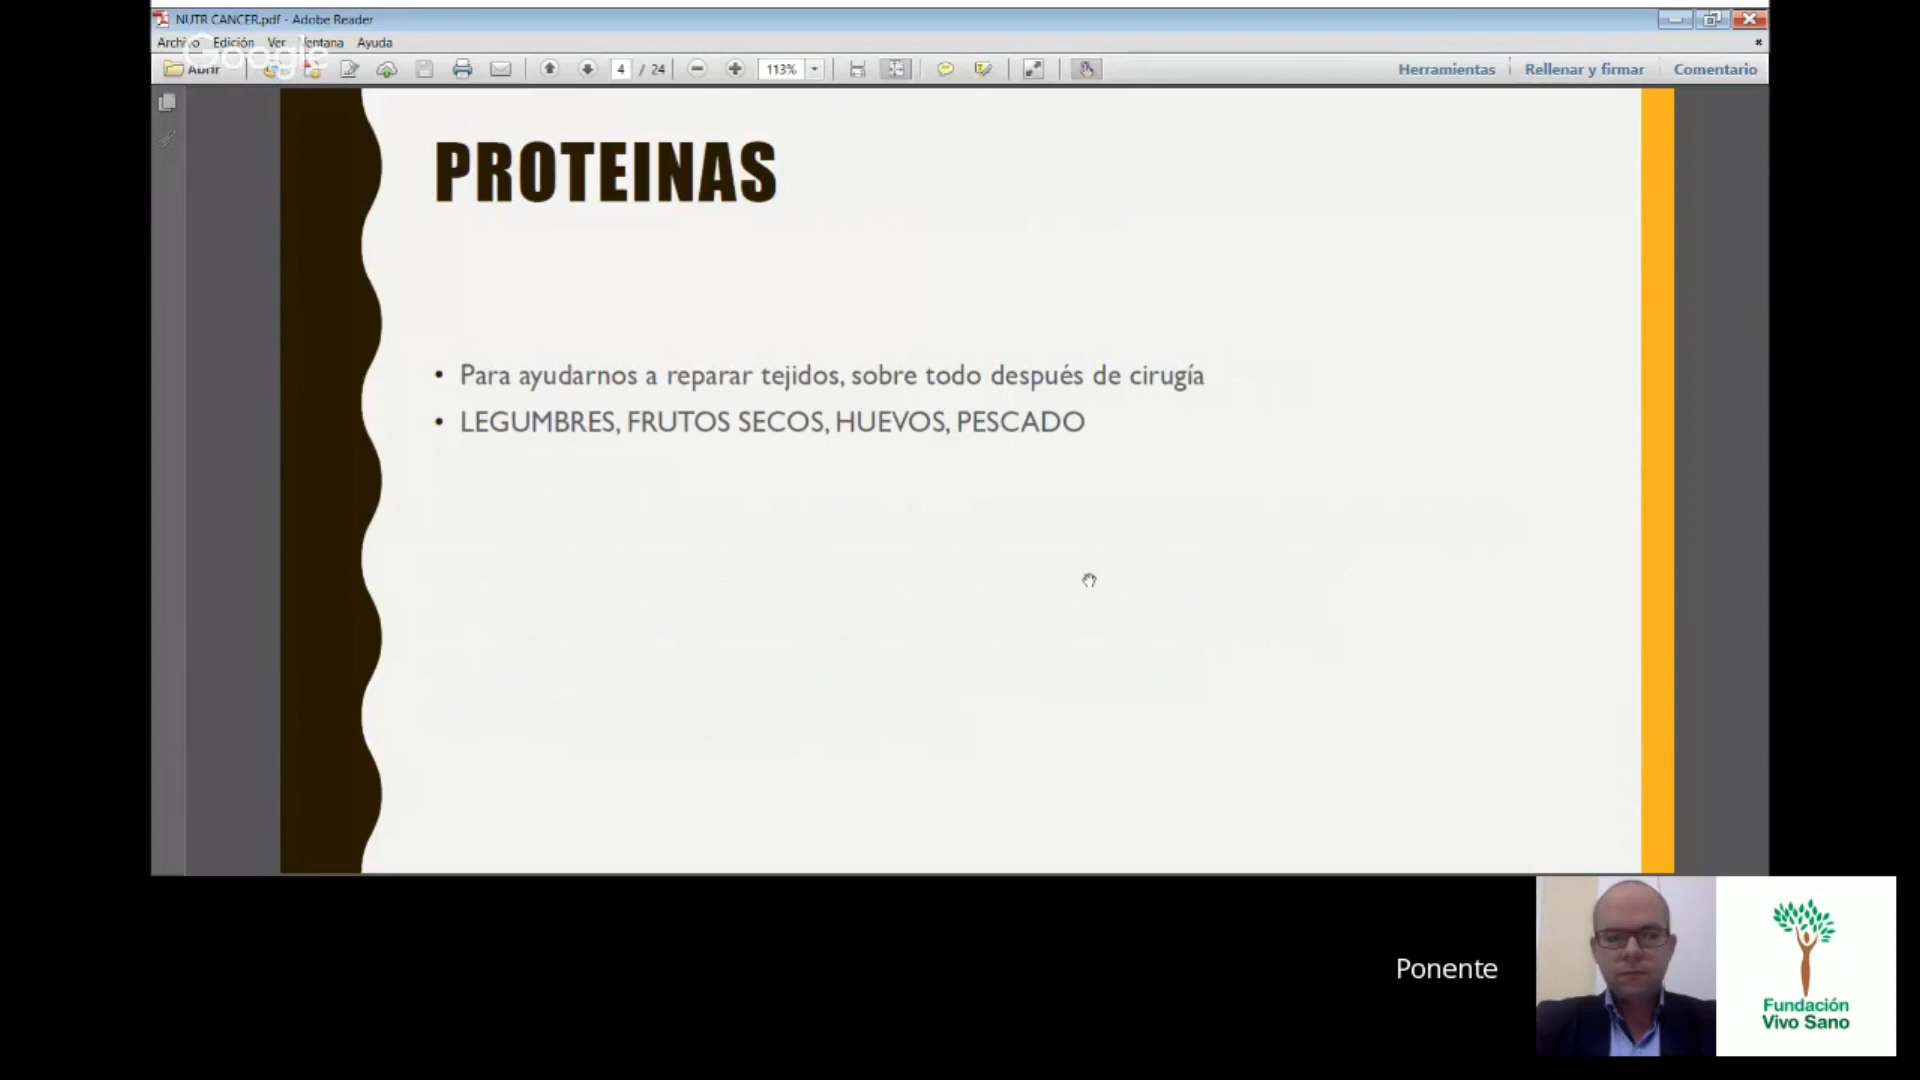 NUTR CANCER.pdf - Adobe Reader
Archivo Edición Ver Ventana Ayuda
Google
Abrir 4 / 24 113% Herramientas Rellenar y firmar Comentario
PROTEINAS
• Para ayudarnos a reparar tejidos, sobre todo después de cirugía
• LEGUMBRES, FRUTOS SECOS, HUEVOS, PESCADO
Ponente
Fundación
Vivo Sano